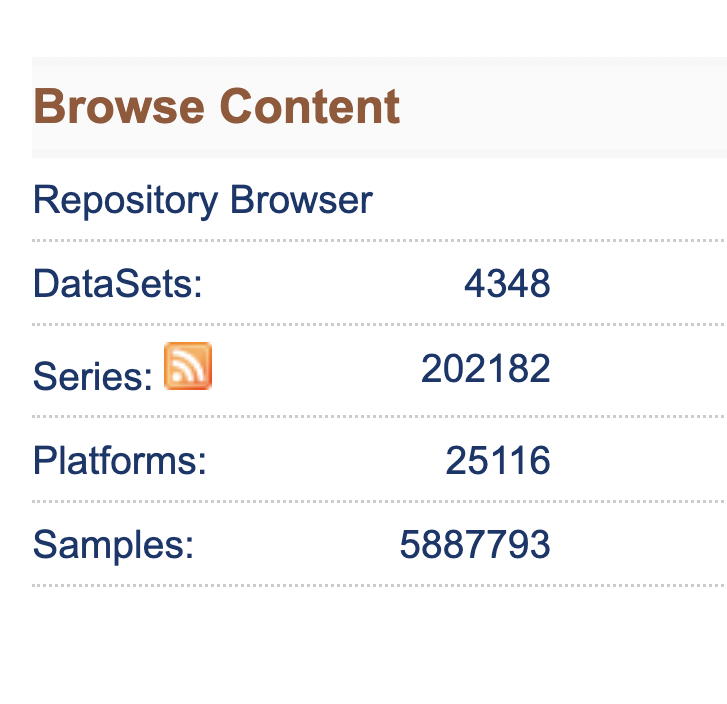 Browse Content
Repository Browser
DataSets: 4348
Series: 202182
Platforms: 25116
Samples: 5887793